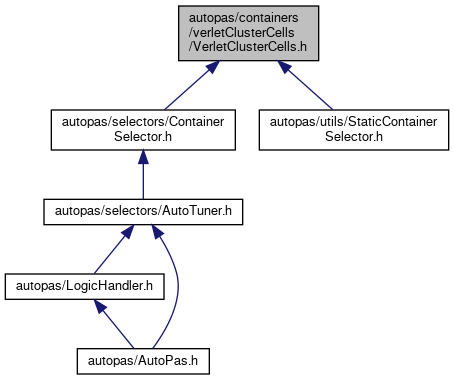 autopas/containers
/verletClusterCells
/VerletClusterCells.h
autopas/selectors/Container
Selector.h
autopas/utils/StaticContainer
Selector.h
autopas/selectors/AutoTuner.h
autopas/LogicHandler.h
autopas/AutoPas.h